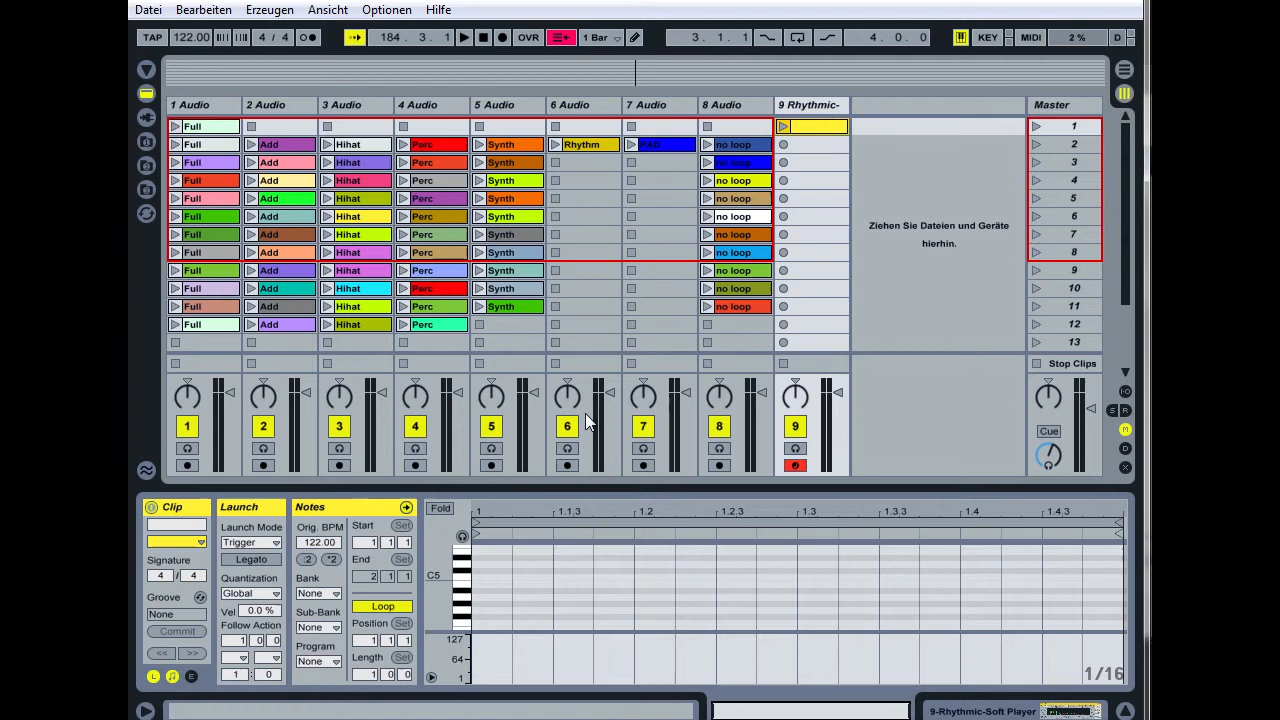 Datei Bearbeiten Erzeugen Ansicht Optionen Hilfe
TAP 122.00 4 / 4 184 . 3 . 1 OVR 1 Bar 3 . 1 . 1 4 . 0 . 0 KEY MIDI 2 % D
1 Audio 2 Audio 3 Audio 4 Audio 5 Audio 6 Audio 7 Audio 8 Audio 9 Rhythmic- Master
Full 1
Full Add Hihat Perc Synth Rhythm PAD no loop 2
Full Add Hihat Perc Synth no loop 3
Full Add Hihat Perc Synth no loop 4
Full Add Hihat Perc Synth no loop 5
Full Add Hihat Perc Synth no loop 6
Full Add Hihat Perc Synth no loop 7
Full Add Hihat Perc Synth no loop 8
Full Add Hihat Perc Synth no loop 9
Full Add Hihat Perc Synth no loop 10
Full Add Hihat Perc Synth no loop 11
Full Add Hihat Perc 12
13
Ziehen Sie Dateien und Geräte
hierhin.
Stop Clips
1 2 3 4 5 6 7 8 9
Cue
I·O
S R
M
D
X
Clip
Signature
4 / 4
Groove
None
Commit
<< >>
L E
Launch
Launch Mode
Trigger
Legato
Quantization
Global
Vel 0.0 %
Follow Action
1 0 0
1 : 0
Notes
Orig. BPM
122.00
:2 *2
Bank
None
Sub-Bank
None
Program
None
Start Set
1 1 1
End Set
2 1 1
Loop
Position Set
1 1 1
Length Set
1 0 0
Fold
1 1.1.3 1.2 1.2.3 1.3 1.3.3 1.4 1.4.3
C5
127
64
1
1/16
9-Rhythmic-Soft Player